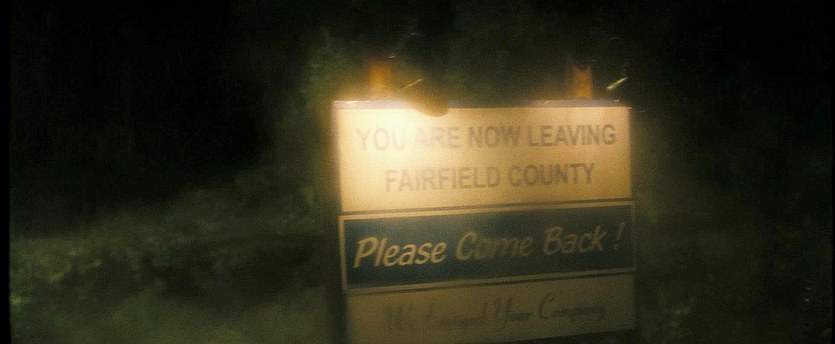 YOU ARE NOW LEAVING
FAIRFIELD COUNTY
Please Come Back !
We Enjoyed Your Company